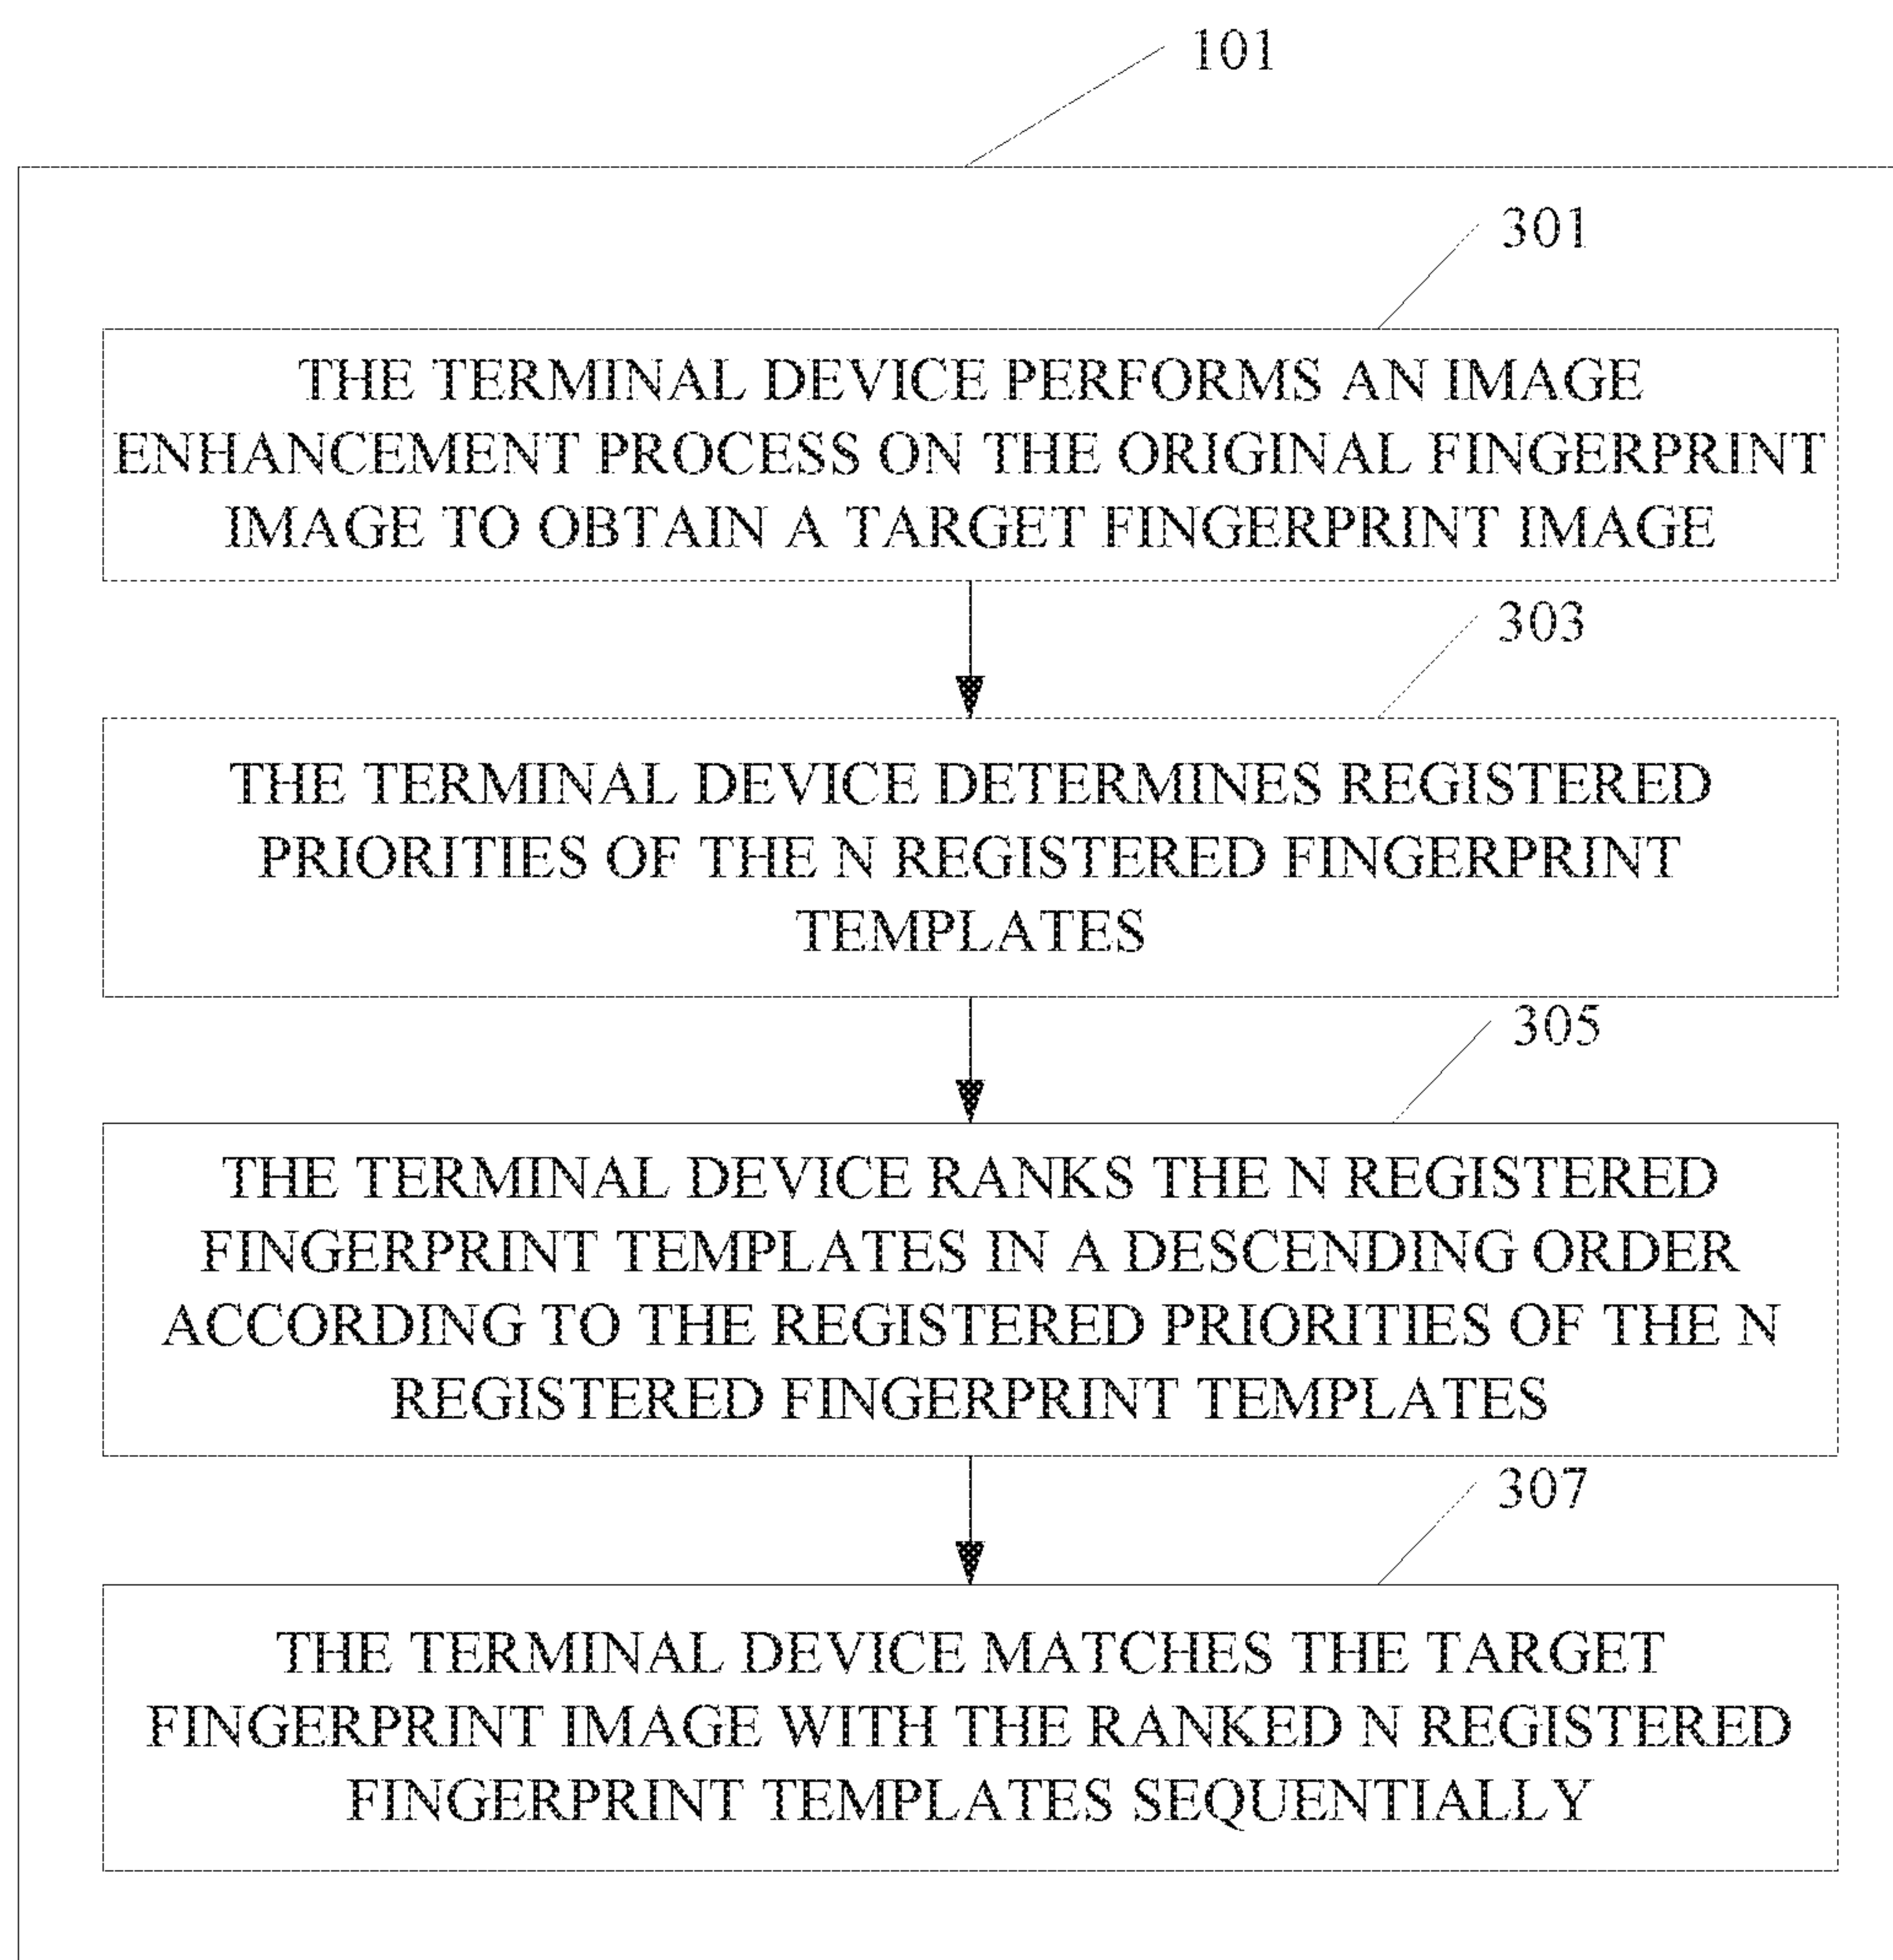 101
301
THE TERMINAL DEVICE PERFORMS AN IMAGE
ENHANCEMENT PROCESS ON THE ORIGINAL FINGERPRINT
IMAGE TO OBTAIN A TARGET FINGERPRINT IMAGE
303
THE TERMINAL DEVICE DETERMINES REGISTERED
PRIORITIES OF THE N REGISTERED FINGERPRINT
TEMPLATES
305
THE TERMINAL DEVICE RANKS THE N REGISTERED
FINGERPRINT TEMPLATES IN A DESCENDING ORDER
ACCORDING TO THE REGISTERED PRIORITIES OF THE N
REGISTERED FINGERPRINT TEMPLATES
307
THE TERMINAL DEVICE MATCHES THE TARGET
FINGERPRINT IMAGE WITH THE RANKED N REGISTERED
FINGERPRINT TEMPLATES SEQUENTIALLY